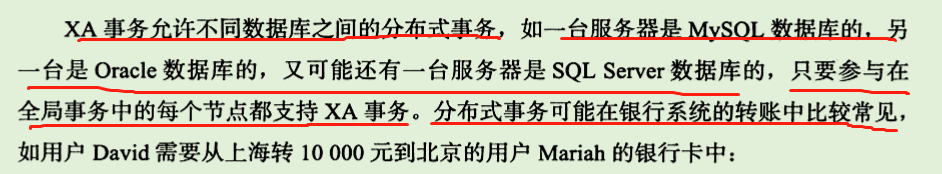 XA 事务允许不同数据库之间的分布式事务，如一台服务器是 MySQL 数据库的，另
一台是 Oracle 数据库的，又可能还有一台服务器是 SQL Server 数据库的，只要参与在
全局事务中的每个节点都支持 XA 事务。分布式事务可能在银行系统的转账中比较常见，
如用户 David 需要从上海转 10 000 元到北京的用户 Mariah 的银行卡中：